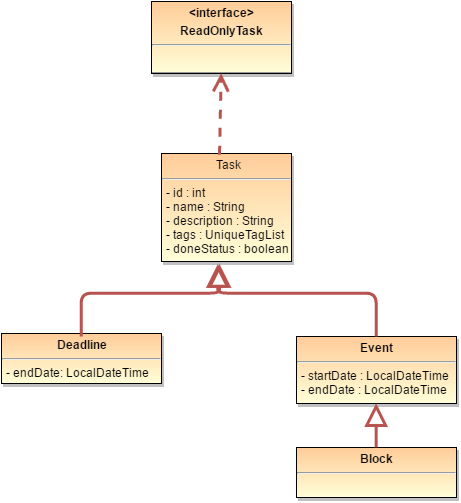 <interface>
ReadOnlyTask
Task
- id : int
- name : String
- description : String
- tags : UniqueTagList
- doneStatus : boolean
Deadline
- endDate: LocalDateTime
Event
- startDate : LocalDateTime
- endDate : LocalDateTime
Block